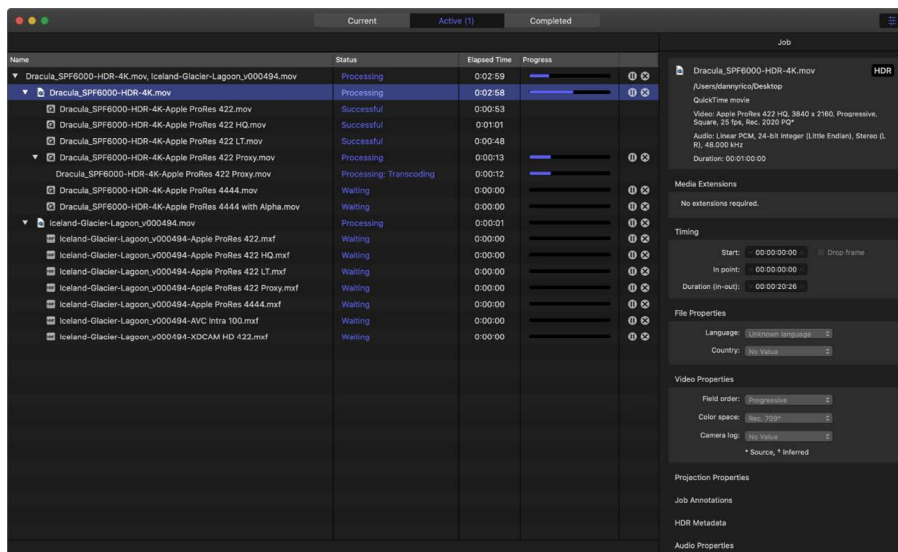 Current Active (1) Completed
Job
Name Status Elapsed Time Progress
Dracula_SPF6000-HDR-4K.mov, Iceland-Glacier-Lagoon_v000494.mov Processing 0:02:59
Dracula_SPF6000-HDR-4K.mov Processing 0:02:58
Dracula_SPF6000-HDR-4K-Apple ProRes 422.mov Successful 0:00:53
Dracula_SPF6000-HDR-4K-Apple ProRes 422 HQ.mov Successful 0:01:01
Dracula_SPF6000-HDR-4K-Apple ProRes 422 LT.mov Successful 0:00:48
Dracula_SPF6000-HDR-4K-Apple ProRes 422 Proxy.mov Processing 0:00:13
Dracula_SPF6000-HDR-4K-Apple ProRes 422 Proxy.mov Processing: Transcoding 0:00:12
Dracula_SPF6000-HDR-4K-Apple ProRes 4444.mov Waiting 0:00:00
Dracula_SPF6000-HDR-4K-Apple ProRes 4444 with Alpha.mov Waiting 0:00:00
Iceland-Glacier-Lagoon_v000494.mov Processing 0:00:01
Iceland-Glacier-Lagoon_v000494-Apple ProRes 422.mxf Waiting 0:00:00
Iceland-Glacier-Lagoon_v000494-Apple ProRes 422 HQ.mxf Waiting 0:00:00
Iceland-Glacier-Lagoon_v000494-Apple ProRes 422 LT.mxf Waiting 0:00:00
Iceland-Glacier-Lagoon_v000494-Apple ProRes 422 Proxy.mxf Waiting 0:00:00
Iceland-Glacier-Lagoon_v000494-Apple ProRes 4444.mxf Waiting 0:00:00
Iceland-Glacier-Lagoon_v000494-AVC Intra 100.mxf Waiting 0:00:00
Iceland-Glacier-Lagoon_v000494-XDCAM HD 422.mxf Waiting 0:00:00
Dracula_SPF6000-HDR-4K.mov HDR
/Users/dannyrico/Desktop
QuickTime movie
Video: Apple ProRes 422 HQ, 3840 x 2160, Progressive,
Square, 25 fps, Rec. 2020 PQ*
Audio: Linear PCM, 24-bit Integer (Little Endian), Stereo (L
R), 48.000 kHz
Duration: 00:01:00:00
Media Extensions
No extensions required.
Timing
Start: 00:00:00:00 Drop frame
In point: 00:00:00:00
Duration (in-out): 00:00:20:26
File Properties
Language: Unknown language
Country: No Value
Video Properties
Field order: Progressive
Color space: Rec. 709*
Camera log: No Value
* Source, † Inferred
Projection Properties
Job Annotations
HDR Metadata
Audio Properties